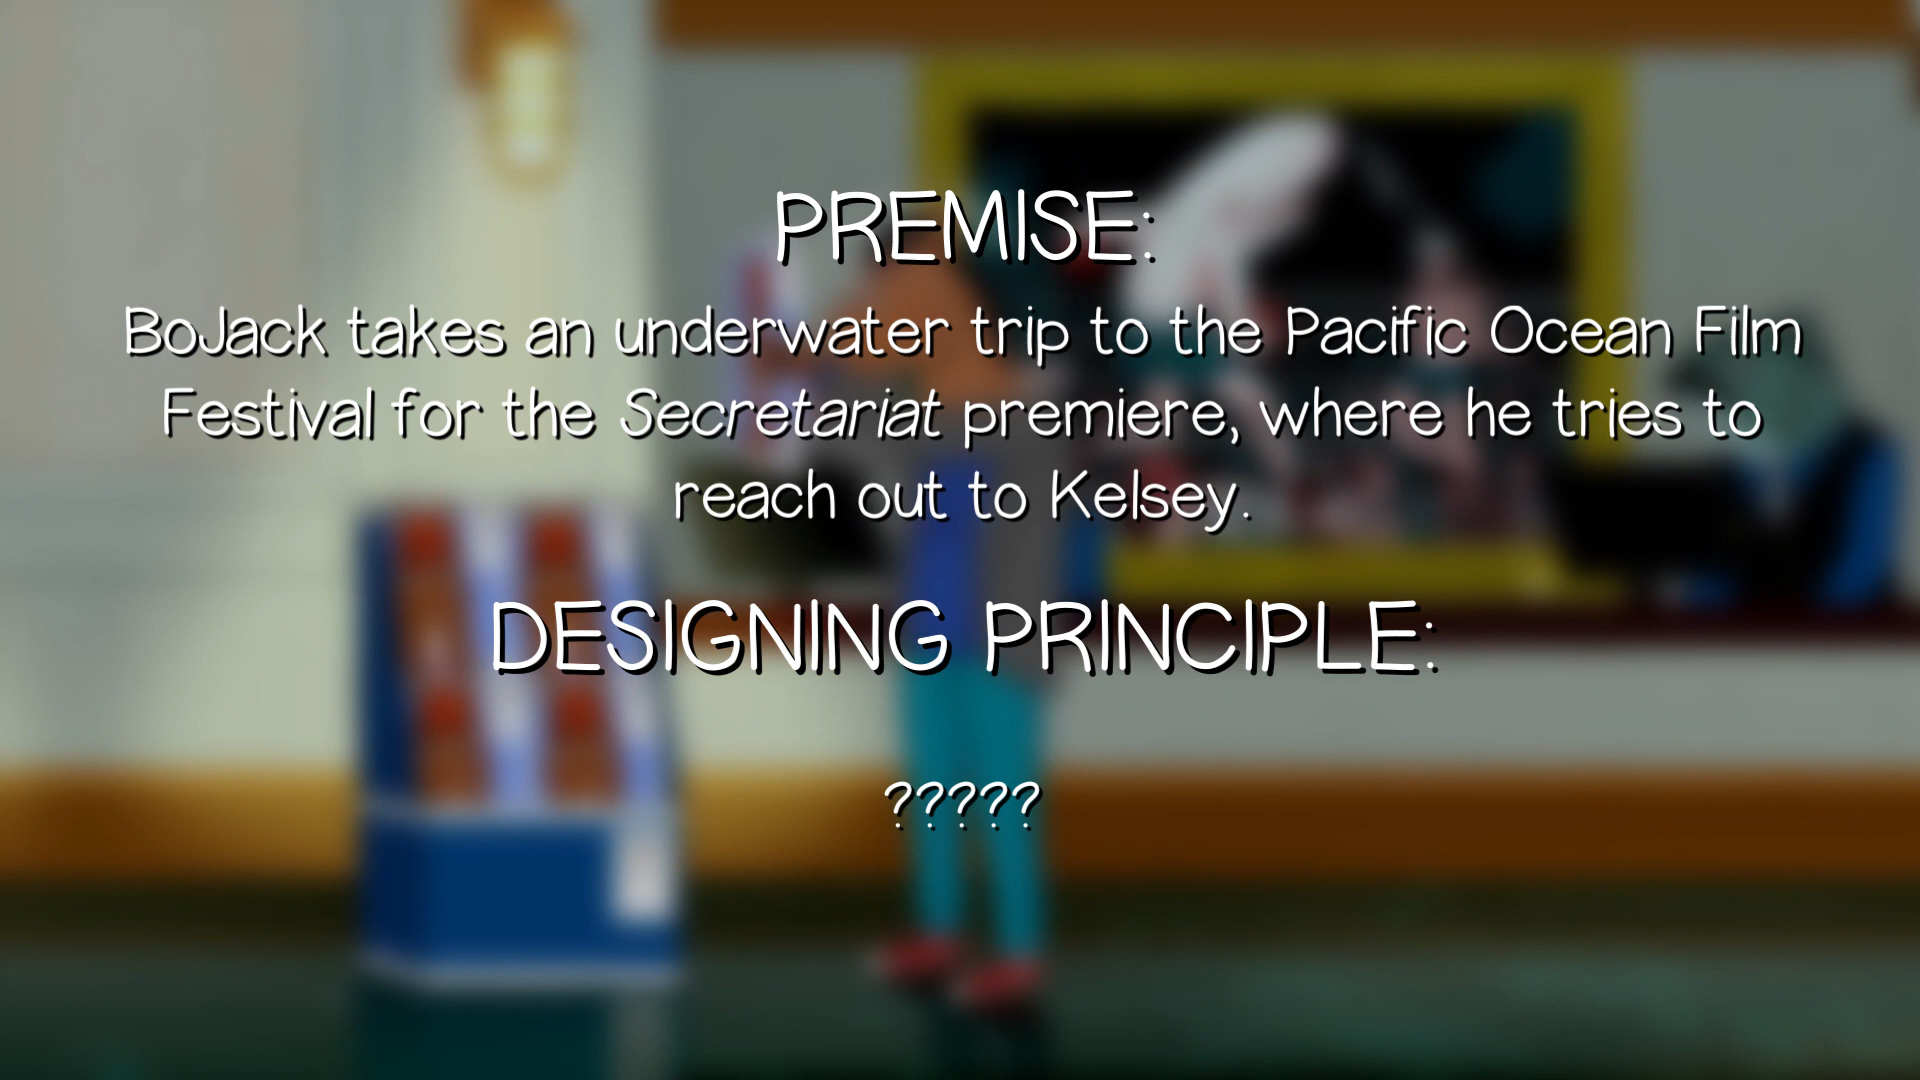 PREMISE:
BoJack takes an underwater trip to the Pacific Ocean Film
Festival for the Secretariat premiere, where he tries to
reach out to Kelsey.
DESIGNING PRINCIPLE:
?????